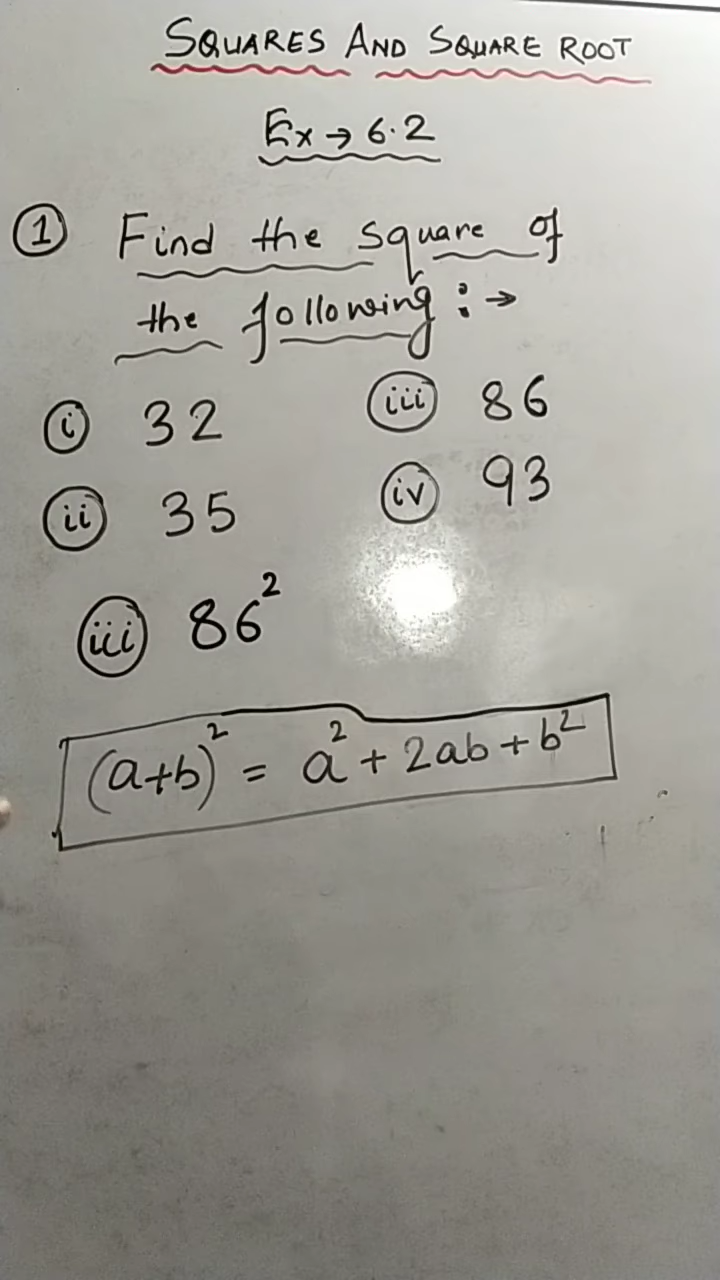 SQUARES AND SQUARE ROOT
Ex → 6.2
① Find the square of
the following : →
(i) 32 (iii) 86
(ii) 35 (iv) 93
(iii) 86²
(a+b)² = a² + 2ab + b²